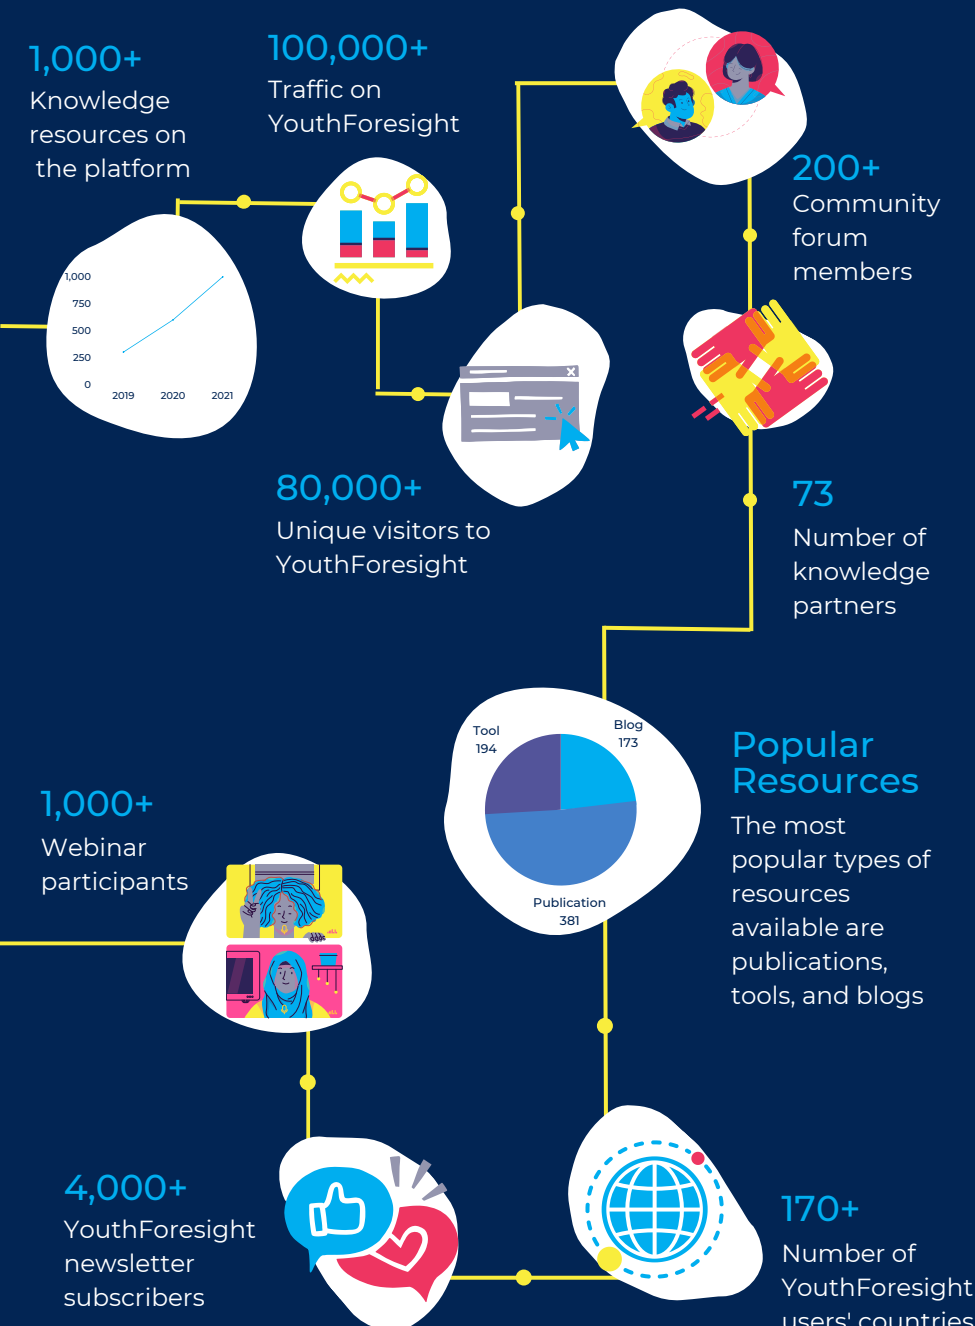 1,000+
Knowledge
resources on
the platform
100,000+
Traffic on
YouthForesight
200+
Community
forum
members
1,000
750
500
250
0
2019 2020 2021
80,000+
Unique visitors to
YouthForesight
73
Number of
knowledge
partners
Tool
194
Blog
173
Publication
381
Popular
Resources
The most
popular types of
resources
available are
publications,
tools, and blogs
1,000+
Webinar
participants
4,000+
YouthForesight
newsletter
subscribers
170+
Number of
YouthForesight
users' countries